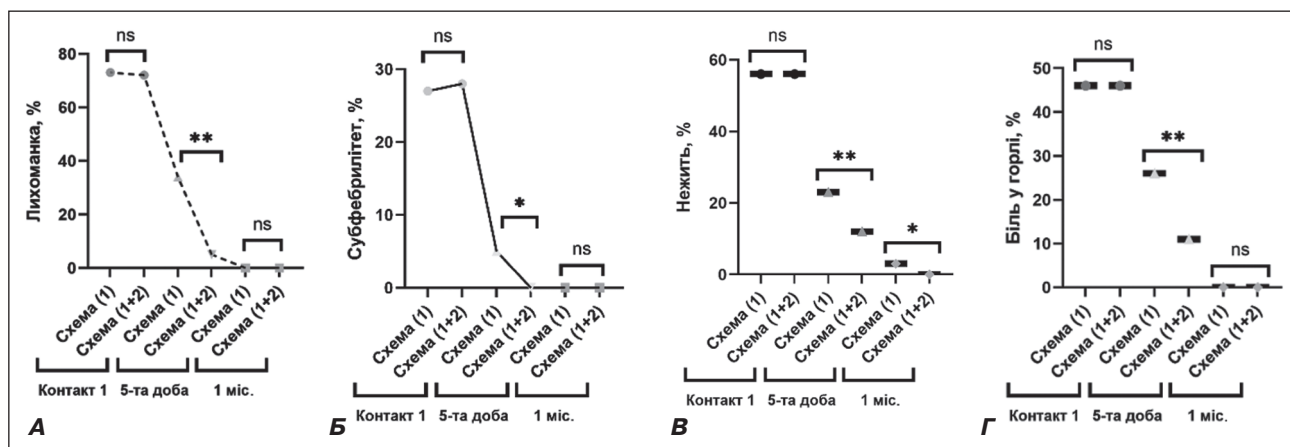 Лихоманка, %
80
60
40
20
0
ns
**
ns
Схема (1)
Схема (1+2)
Схема (1)
Схема (1+2)
Схема (1)
Схема (1+2)
Контакт 1
5-та доба
1 міс.
А
Субфебрилітет, %
30
20
10
0
ns
*
ns
Схема (1)
Схема (1+2)
Схема (1)
Схема (1+2)
Схема (1)
Схема (1+2)
Контакт 1
5-та доба
1 міс.
Б
Нежить, %
60
40
20
0
ns
**
*
Схема (1)
Схема (1+2)
Схема (1)
Схема (1+2)
Схема (1)
Схема (1+2)
Контакт 1
5-та доба
1 міс.
В
Біль у горлі, %
50
40
30
20
10
0
ns
**
ns
Схема (1)
Схема (1+2)
Схема (1)
Схема (1+2)
Схема (1)
Схема (1+2)
Контакт 1
5-та доба
1 міс.
Г